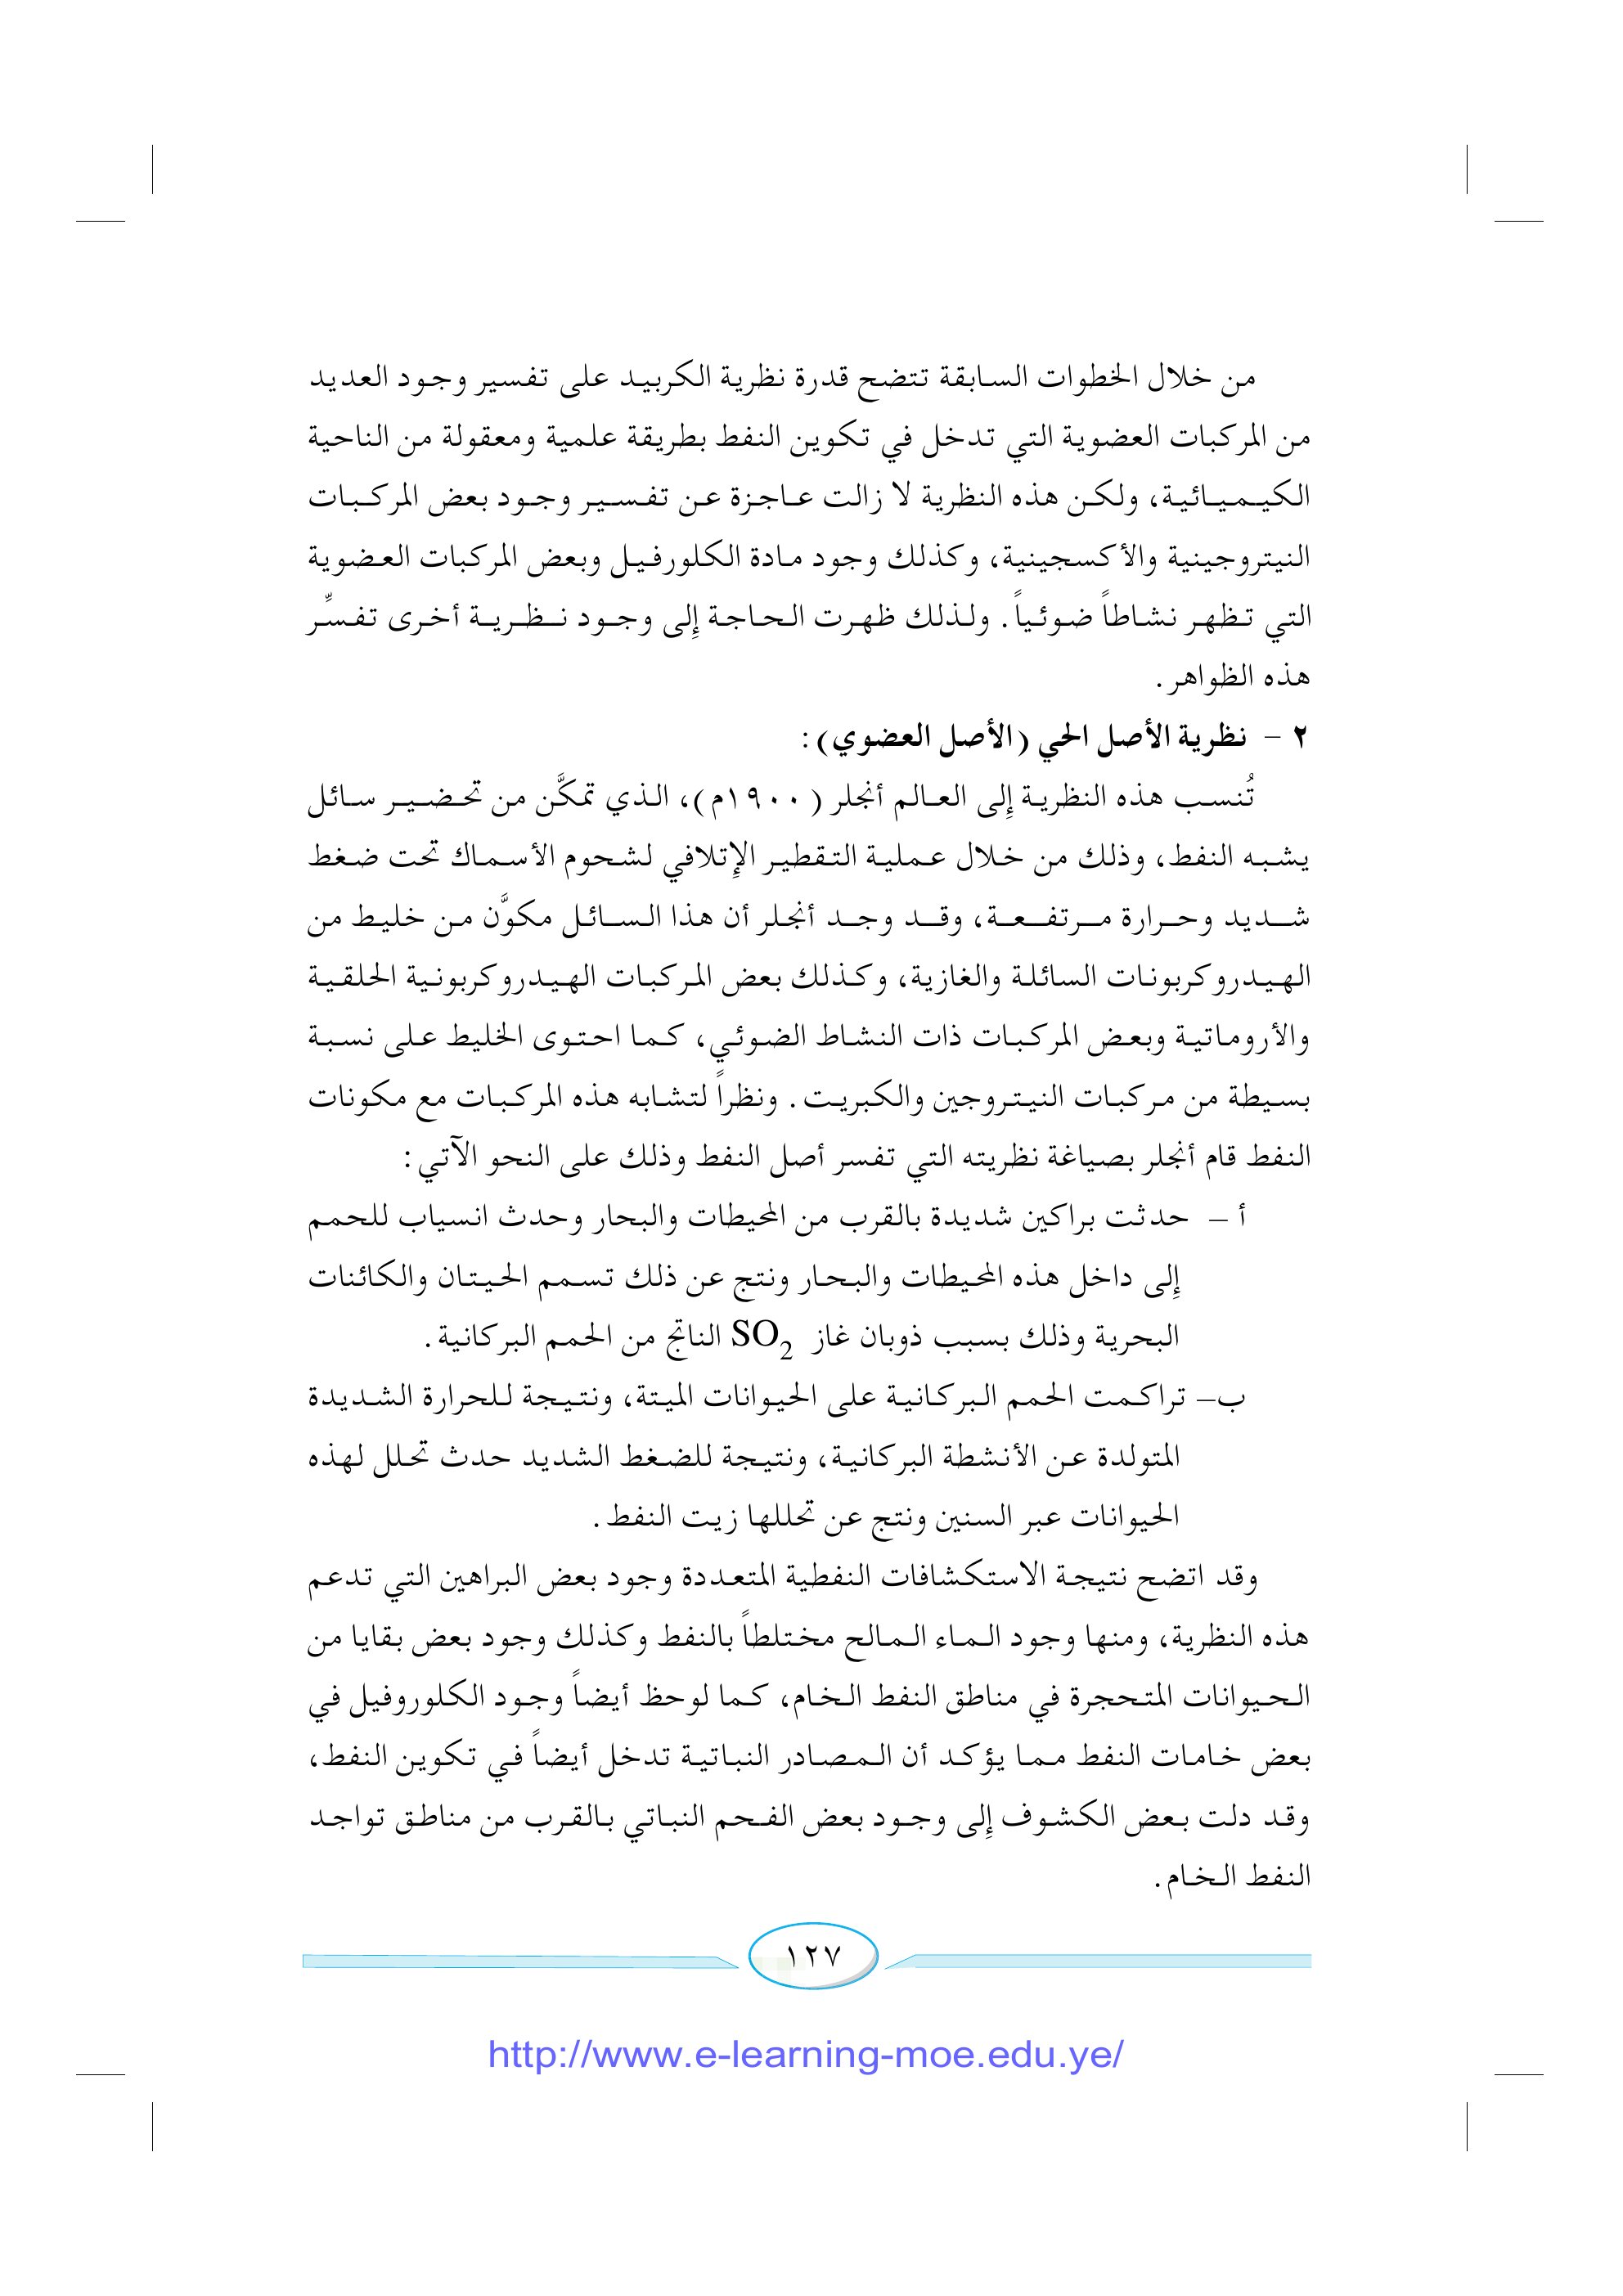 من خلال الخطوات السابقة تتضح قدرة نظرية الكربيد على تفسير وجود العديد
من المركبات العضوية التي تدخل في تكوين النفط بطريقة علمية ومعقولة من الناحية
الكيميائية، ولكن هذه النظرية لا زالت عاجزة عن تفسير وجود بعض المركبات
النيتروجينية والأكسجينية، وكذلك وجود مادة الكلورفيل وبعض المركبات العضوية
التي تظهر نشاطاً ضوئياً. ولذلك ظهرت الحاجة إلى وجود نظرية أخرى تفسِّر
هذه الظواهر.
٢ - نظرية الأصل الحي (الأصل العضوي):
تُنسب هذه النظرية إلى العالم أنجلر (١٩٠٠م)، الذي تمكَّن من تحضير سائل
يشبه النفط، وذلك من خلال عملية التقطير الإتلافي لشحوم الأسماك تحت ضغط
شديد وحرارة مرتفعة، وقد وجد أنجلر أن هذا السائل مكوَّن من خليط من
الهيدروكربونات السائلة والغازية، وكذلك بعض المركبات الهيدروكربونية الحلقية
والأروماتية وبعض المركبات ذات النشاط الضوئي، كما احتوى الخليط على نسبة
بسيطة من مركبات النيتروجين والكبريت. ونظراً لتشابه هذه المركبات مع مكونات
النفط قام أنجلر بصياغة نظريته التي تفسر أصل النفط وذلك على النحو الآتي:
أ – حدثت براكين شديدة بالقرب من المحيطات والبحار وحدث انسياب للحمم
إلى داخل هذه المحيطات والبحار ونتج عن ذلك تسمم الحيتان والكائنات
البحرية وذلك بسبب ذوبان غاز SO₂ الناتج من الحمم البركانية.
ب– تراكمت الحمم البركانية على الحيوانات الميتة، ونتيجة للحرارة الشديدة
المتولدة عن الأنشطة البركانية، ونتيجة للضغط الشديد حدث تحلل لهذه
الحيوانات عبر السنين ونتج عن تحللها زيت النفط.
وقد اتضح نتيجة الاستكشافات النفطية المتعددة وجود بعض البراهين التي تدعم
هذه النظرية، ومنها وجود الماء المالح مختلطاً بالنفط وكذلك وجود بعض بقايا من
الحيوانات المتحجرة في مناطق النفط الخام، كما لوحظ أيضاً وجود الكلوروفيل في
بعض خامات النفط مما يؤكد أن المصادر النباتية تدخل أيضاً في تكوين النفط،
وقد دلت بعض الكشوف إلى وجود بعض الفحم النباتي بالقرب من مناطق تواجد
النفط الخام.
١٢٧
http://www.e-learning-moe.edu.ye/